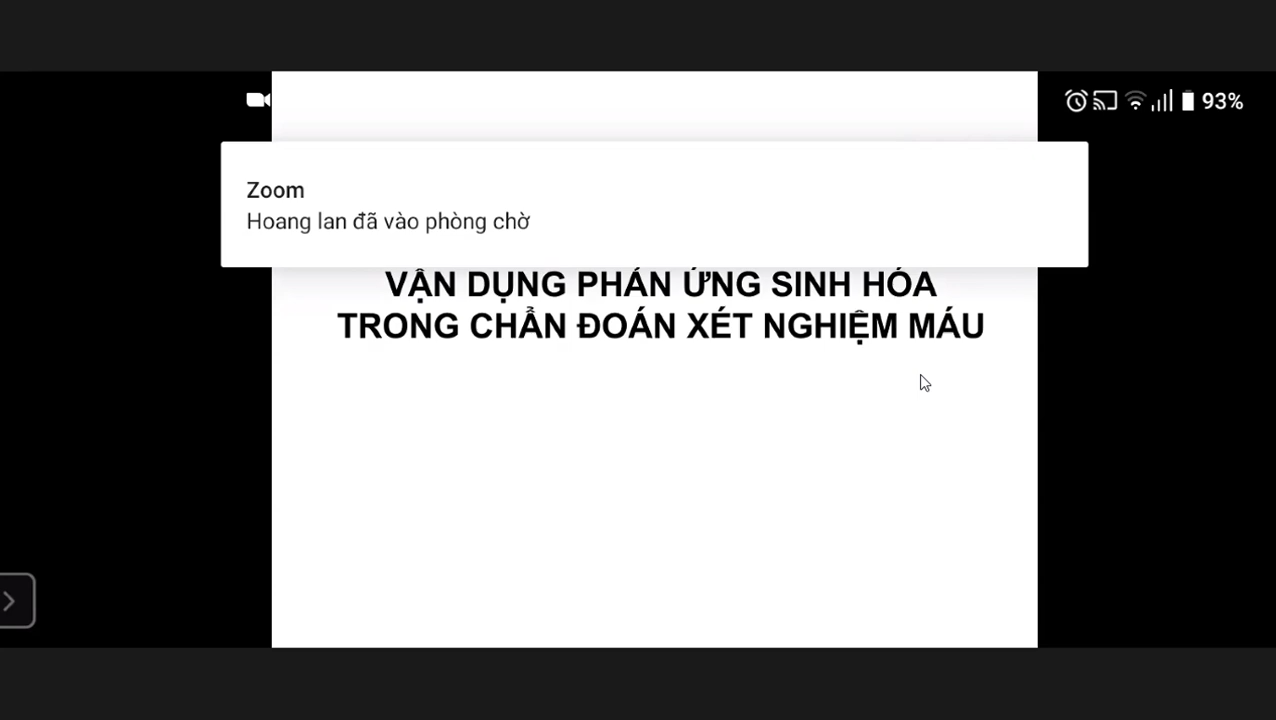 93%
Zoom
Hoang lan đã vào phòng chờ
VẬN DỤNG PHẢN ỨNG SINH HÓA
TRONG CHẨN ĐOÁN XÉT NGHIỆM MÁU